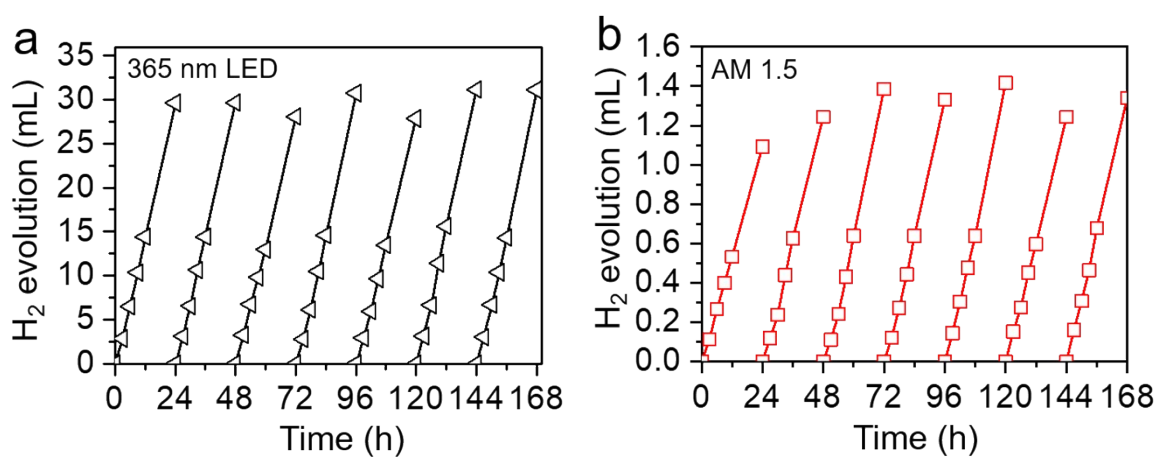 a
365 nm LED
H₂ evolution (mL)
35
30
25
20
15
10
5
0
0 24 48 72 96 120 144 168
Time (h)
b
AM 1.5
H₂ evolution (mL)
1.6
1.4
1.2
1.0
0.8
0.6
0.4
0.2
0.0
0 24 48 72 96 120 144 168
Time (h)